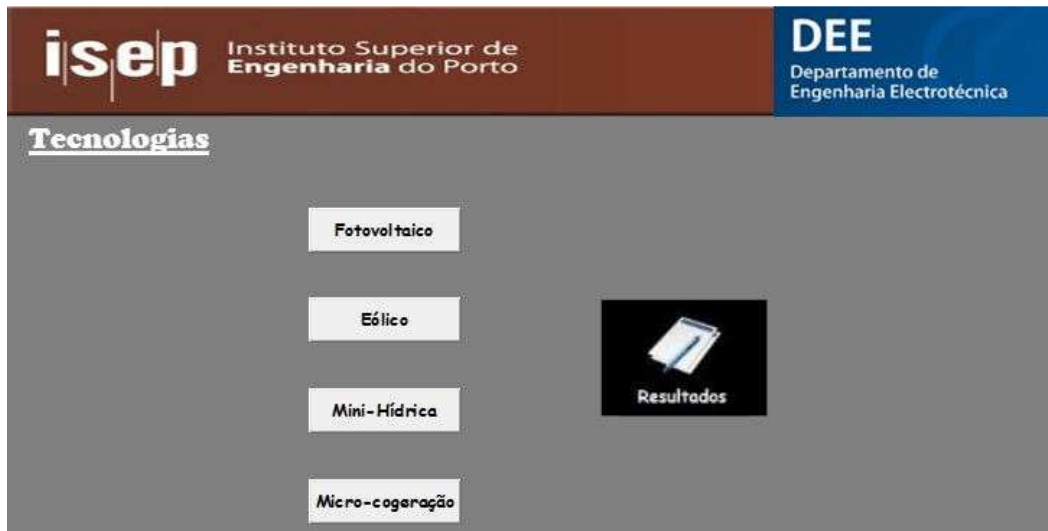 isep
Instituto Superior de
Engenharia do Porto
DEE
Departamento de
Engenharia Electrotécnica
Tecnologias
Fotovoltaico
Eólico
Mini-Hídrica
Micro-cogeração
Resultados